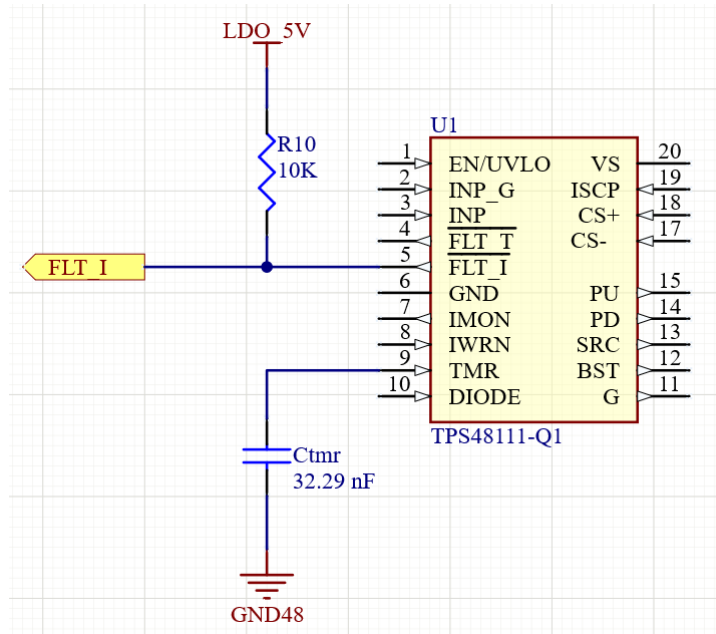 LDO_5V
R10
10K
FLT_I
Ctmr
32.29 nF
GND48
U1
1 EN/UVLO VS 20
2 INP_G ISCP 19
3 INP CS+ 18
4 FLT_T CS- 17
5 FLT_I
6 GND PU 15
7 IMON PD 14
8 IWRN SRC 13
9 TMR BST 12
10 DIODE G 11
TPS48111-Q1